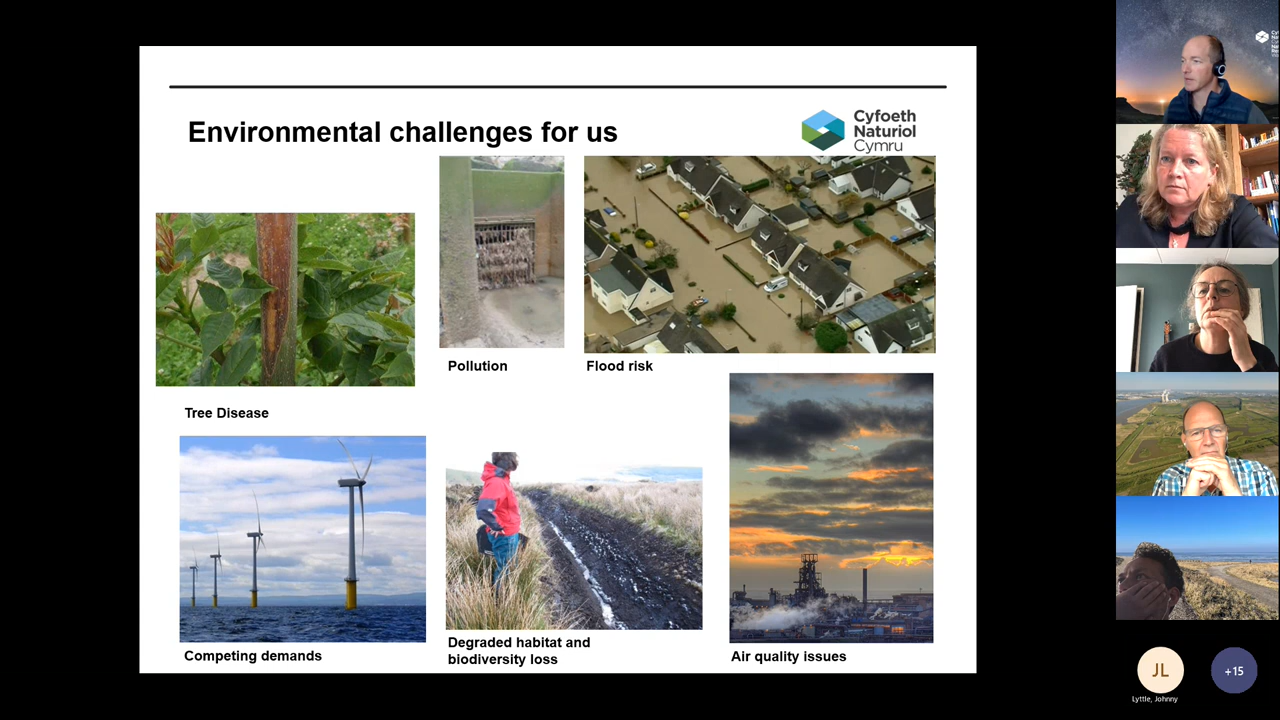 Environmental challenges for us
Cyfoeth
Naturiol
Cymru
Pollution
Flood risk
Tree Disease
Competing demands
Degraded habitat and
biodiversity loss
Air quality issues
JL
+15
Lyttle, Johnny